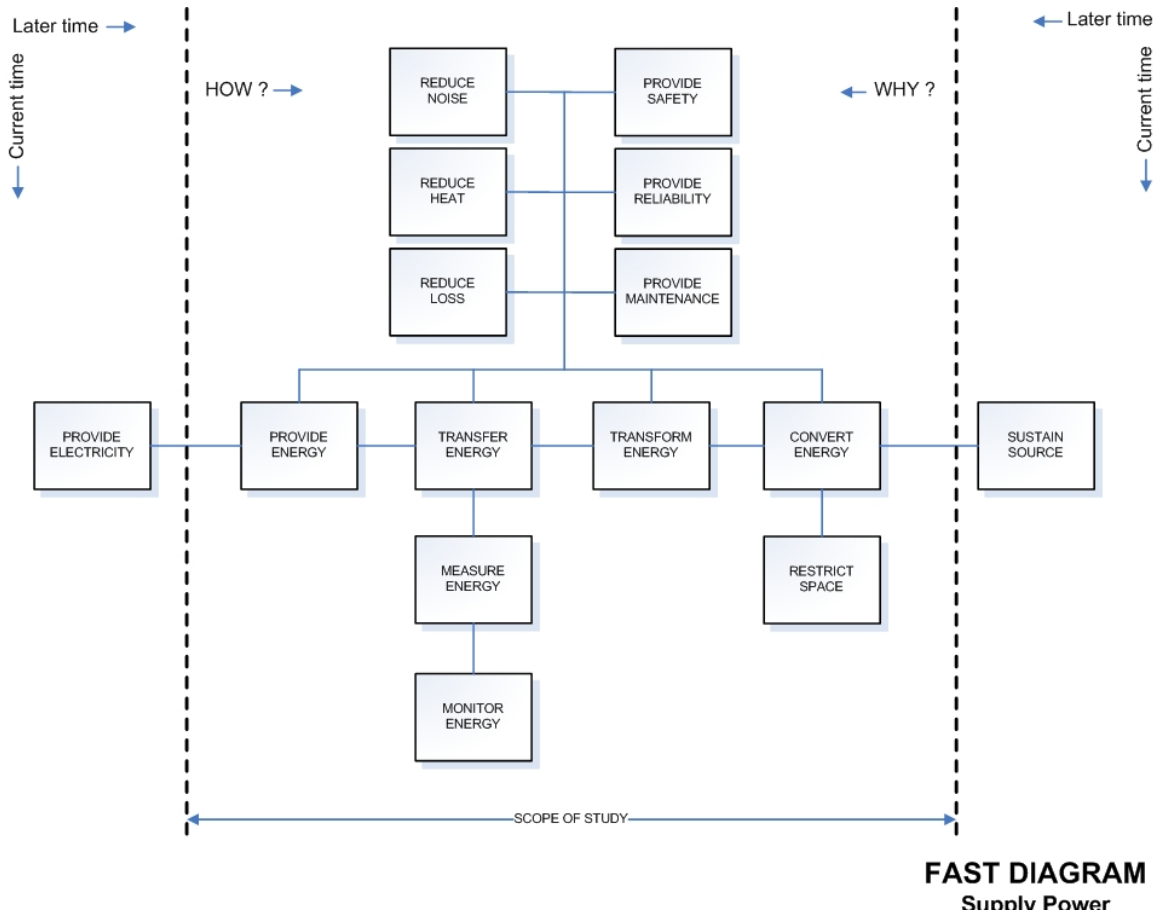 Later time
Later time
Current time
Current time
HOW ?
WHY ?
REDUCE
NOISE
PROVIDE
SAFETY
REDUCE
HEAT
PROVIDE
RELIABILITY
REDUCE
LOSS
PROVIDE
MAINTENANCE
PROVIDE
ELECTRICITY
PROVIDE
ENERGY
TRANSFER
ENERGY
TRANSFORM
ENERGY
CONVERT
ENERGY
SUSTAIN
SOURCE
MEASURE
ENERGY
RESTRICT
SPACE
MONITOR
ENERGY
SCOPE OF STUDY
FAST DIAGRAM
Supply Power